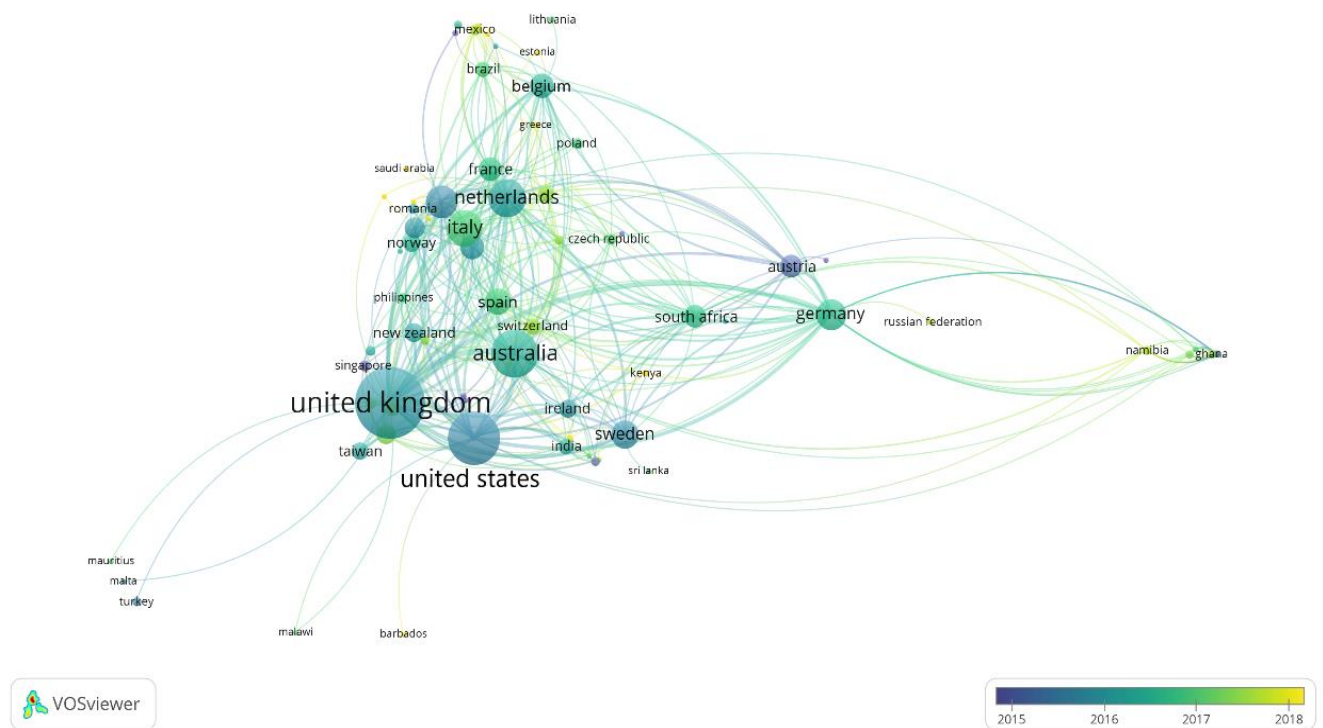 lithuania
mexico
estonia
brazil
belgium
greece
poland
saudi arabia
france
netherlands
romania
italy
norway
czech republic
austria
philippines
spain
south africa
germany
new zealand
switzerland
russian federation
australia
namibia
ghana
singapore
kenya
united kingdom
ireland
sweden
taiwan
india
sri lanka
united states
mauritius
malta
turkey
malawi
barbados
VOSviewer
2015 2016 2017 2018